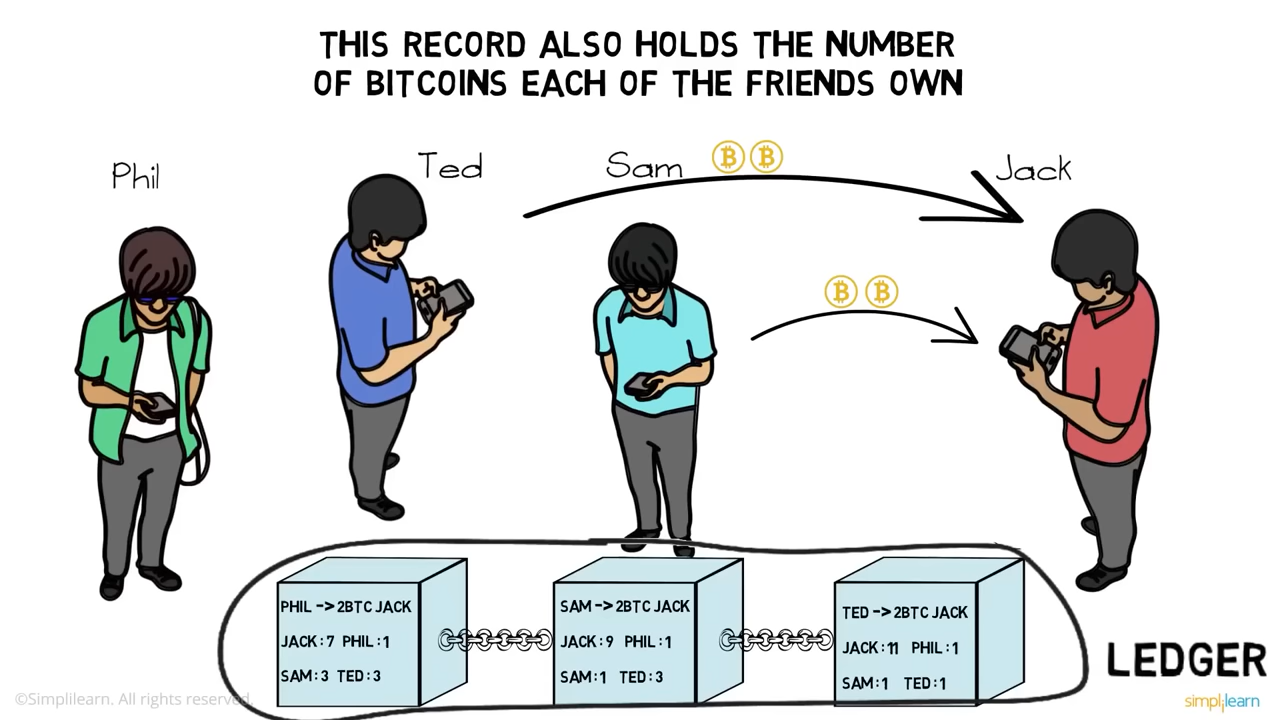 THIS RECORD ALSO HOLDS THE NUMBER
OF BITCOINS EACH OF THE FRIENDS OWN
Phil
Ted
Sam
Jack
PHIL -> 2BTC JACK
JACK:7 PHIL:1
SAM:3 TED:3
SAM -> 2BTC JACK
JACK:9 PHIL:1
SAM:1 TED:3
TED -> 2BTC JACK
JACK:11 PHIL:1
SAM:1 TED:1
LEDGER
©Simplilearn. All rights reserved.
simplilearn